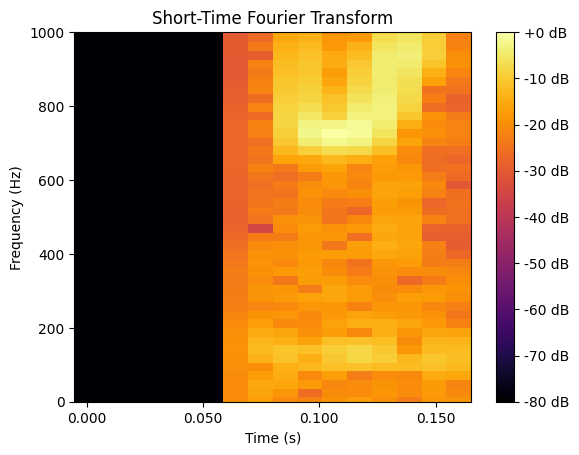 Short-Time Fourier Transform
1000
800
600
400
200
0
Frequency (Hz)
0.000
0.050
0.100
0.150
Time (s)
+0 dB
-10 dB
-20 dB
-30 dB
-40 dB
-50 dB
-60 dB
-70 dB
-80 dB